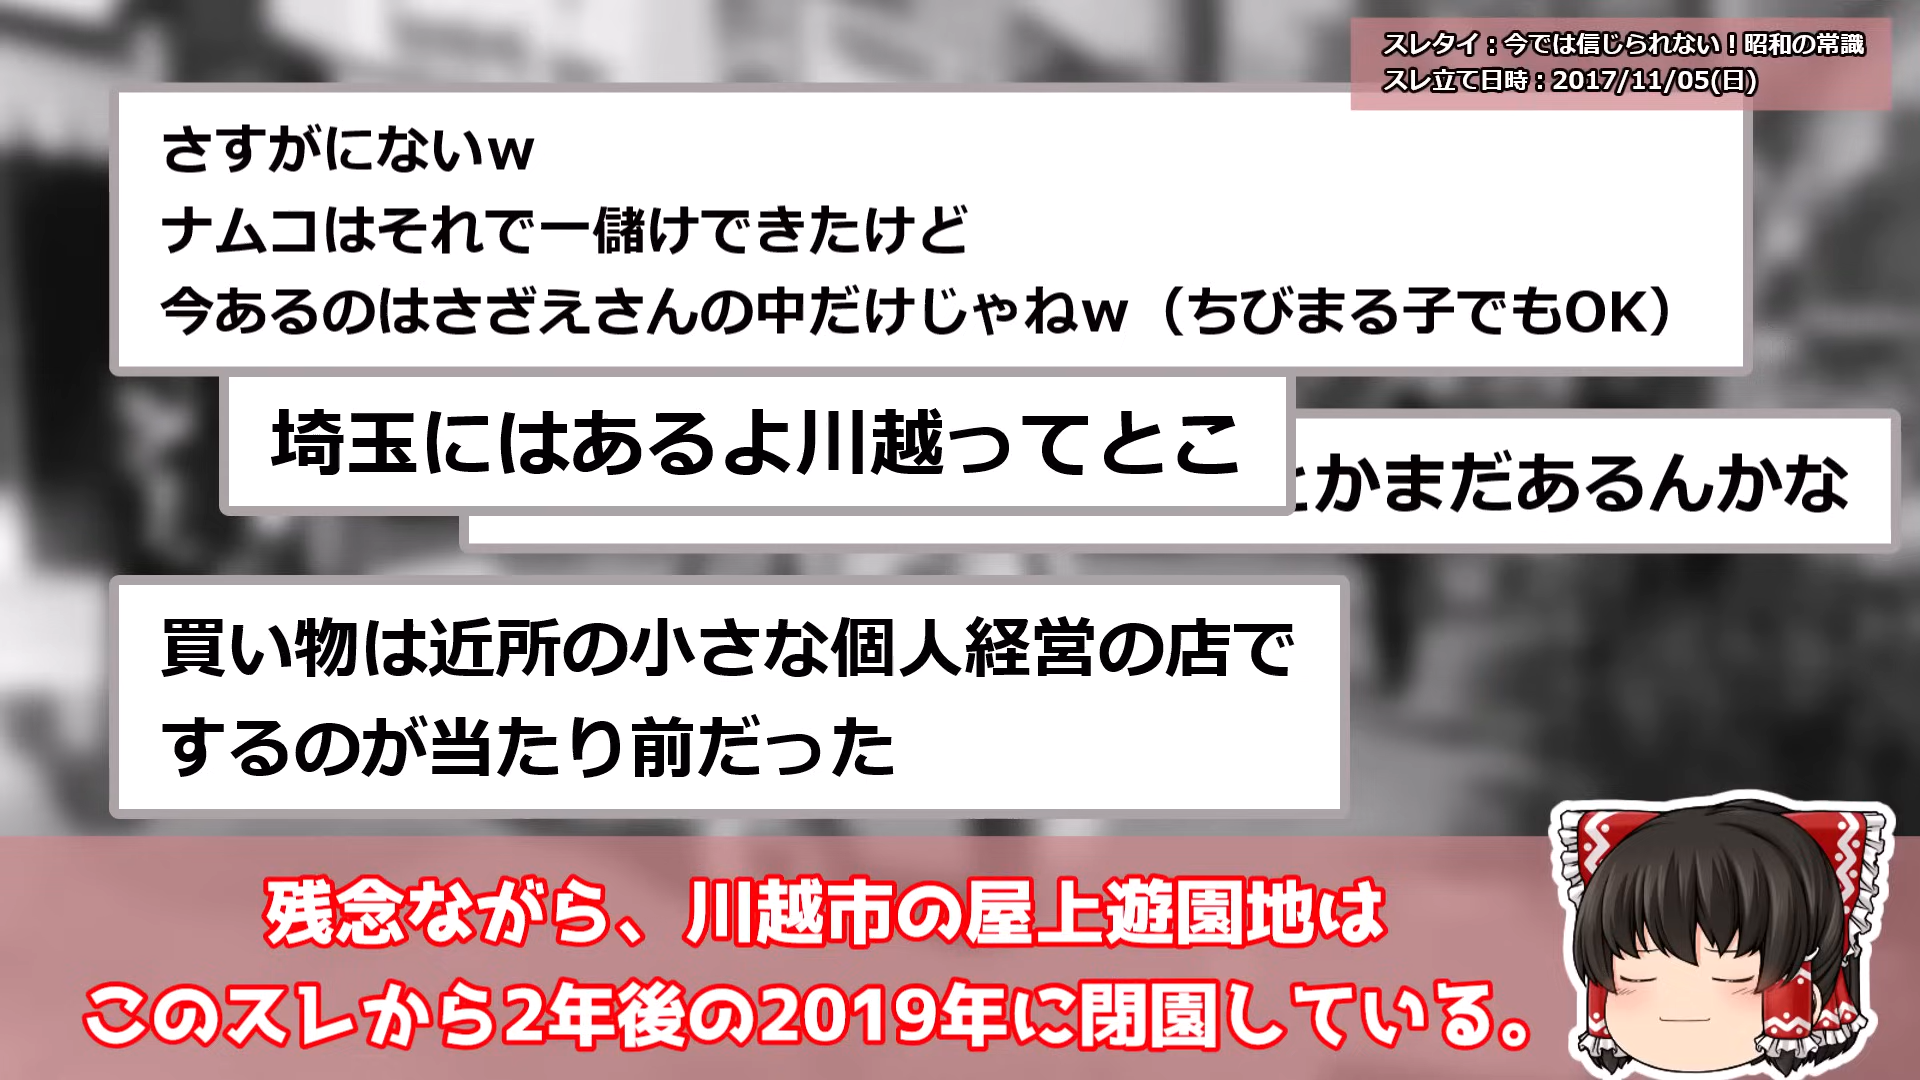 スレタイ：今では信じられない！昭和の常識
スレ立て日時：2017/11/05(日)
さすがにないｗ
ナムコはそれで一儲けできたけど
今あるのはさざえさんの中だけじゃねｗ（ちびまる子でもOK）
埼玉にはあるよ川越ってとこ
かまだあるんかな
買い物は近所の小さな個人経営の店で
するのが当たり前だった
残念ながら、川越市の屋上遊園地は
このスレから2年後の2019年に閉園している。